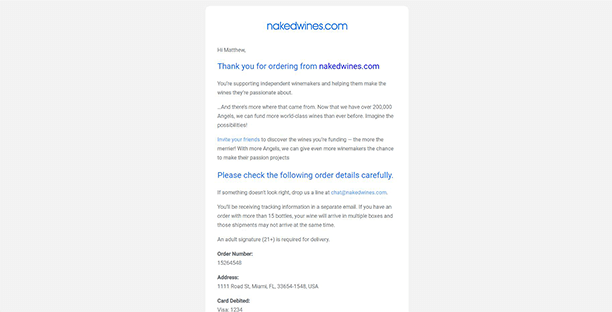 nakedwines.com
Hi Matthew,
Thank you for ordering from nakedwines.com
You're supporting independent winemakers and helping them make the
wines they're passionate about.
...And there's more where that came from. Now that we have over 200,000
Angels, we can fund more world-class wines than ever before. Imagine the
possibilities!
Invite your friends to discover the wines you're funding – the more the
merrier! With more Angels, we can give even more winemakers the chance
to make their passion projects
Please check the following order details carefully.
If something doesn't look right, drop us a line at chat@nakedwines.com.
You'll be receiving tracking information in a separate email. If you have an
order with more than 15 bottles, your wine will arrive in multiple boxes and
those shipments may not arrive at the same time.
An adult signature (21+) is required for delivery.
Order Number:
15264548
Address:
1111 Road St, Miami, FL, 33654-1548, USA
Card Debited:
Visa: 1234